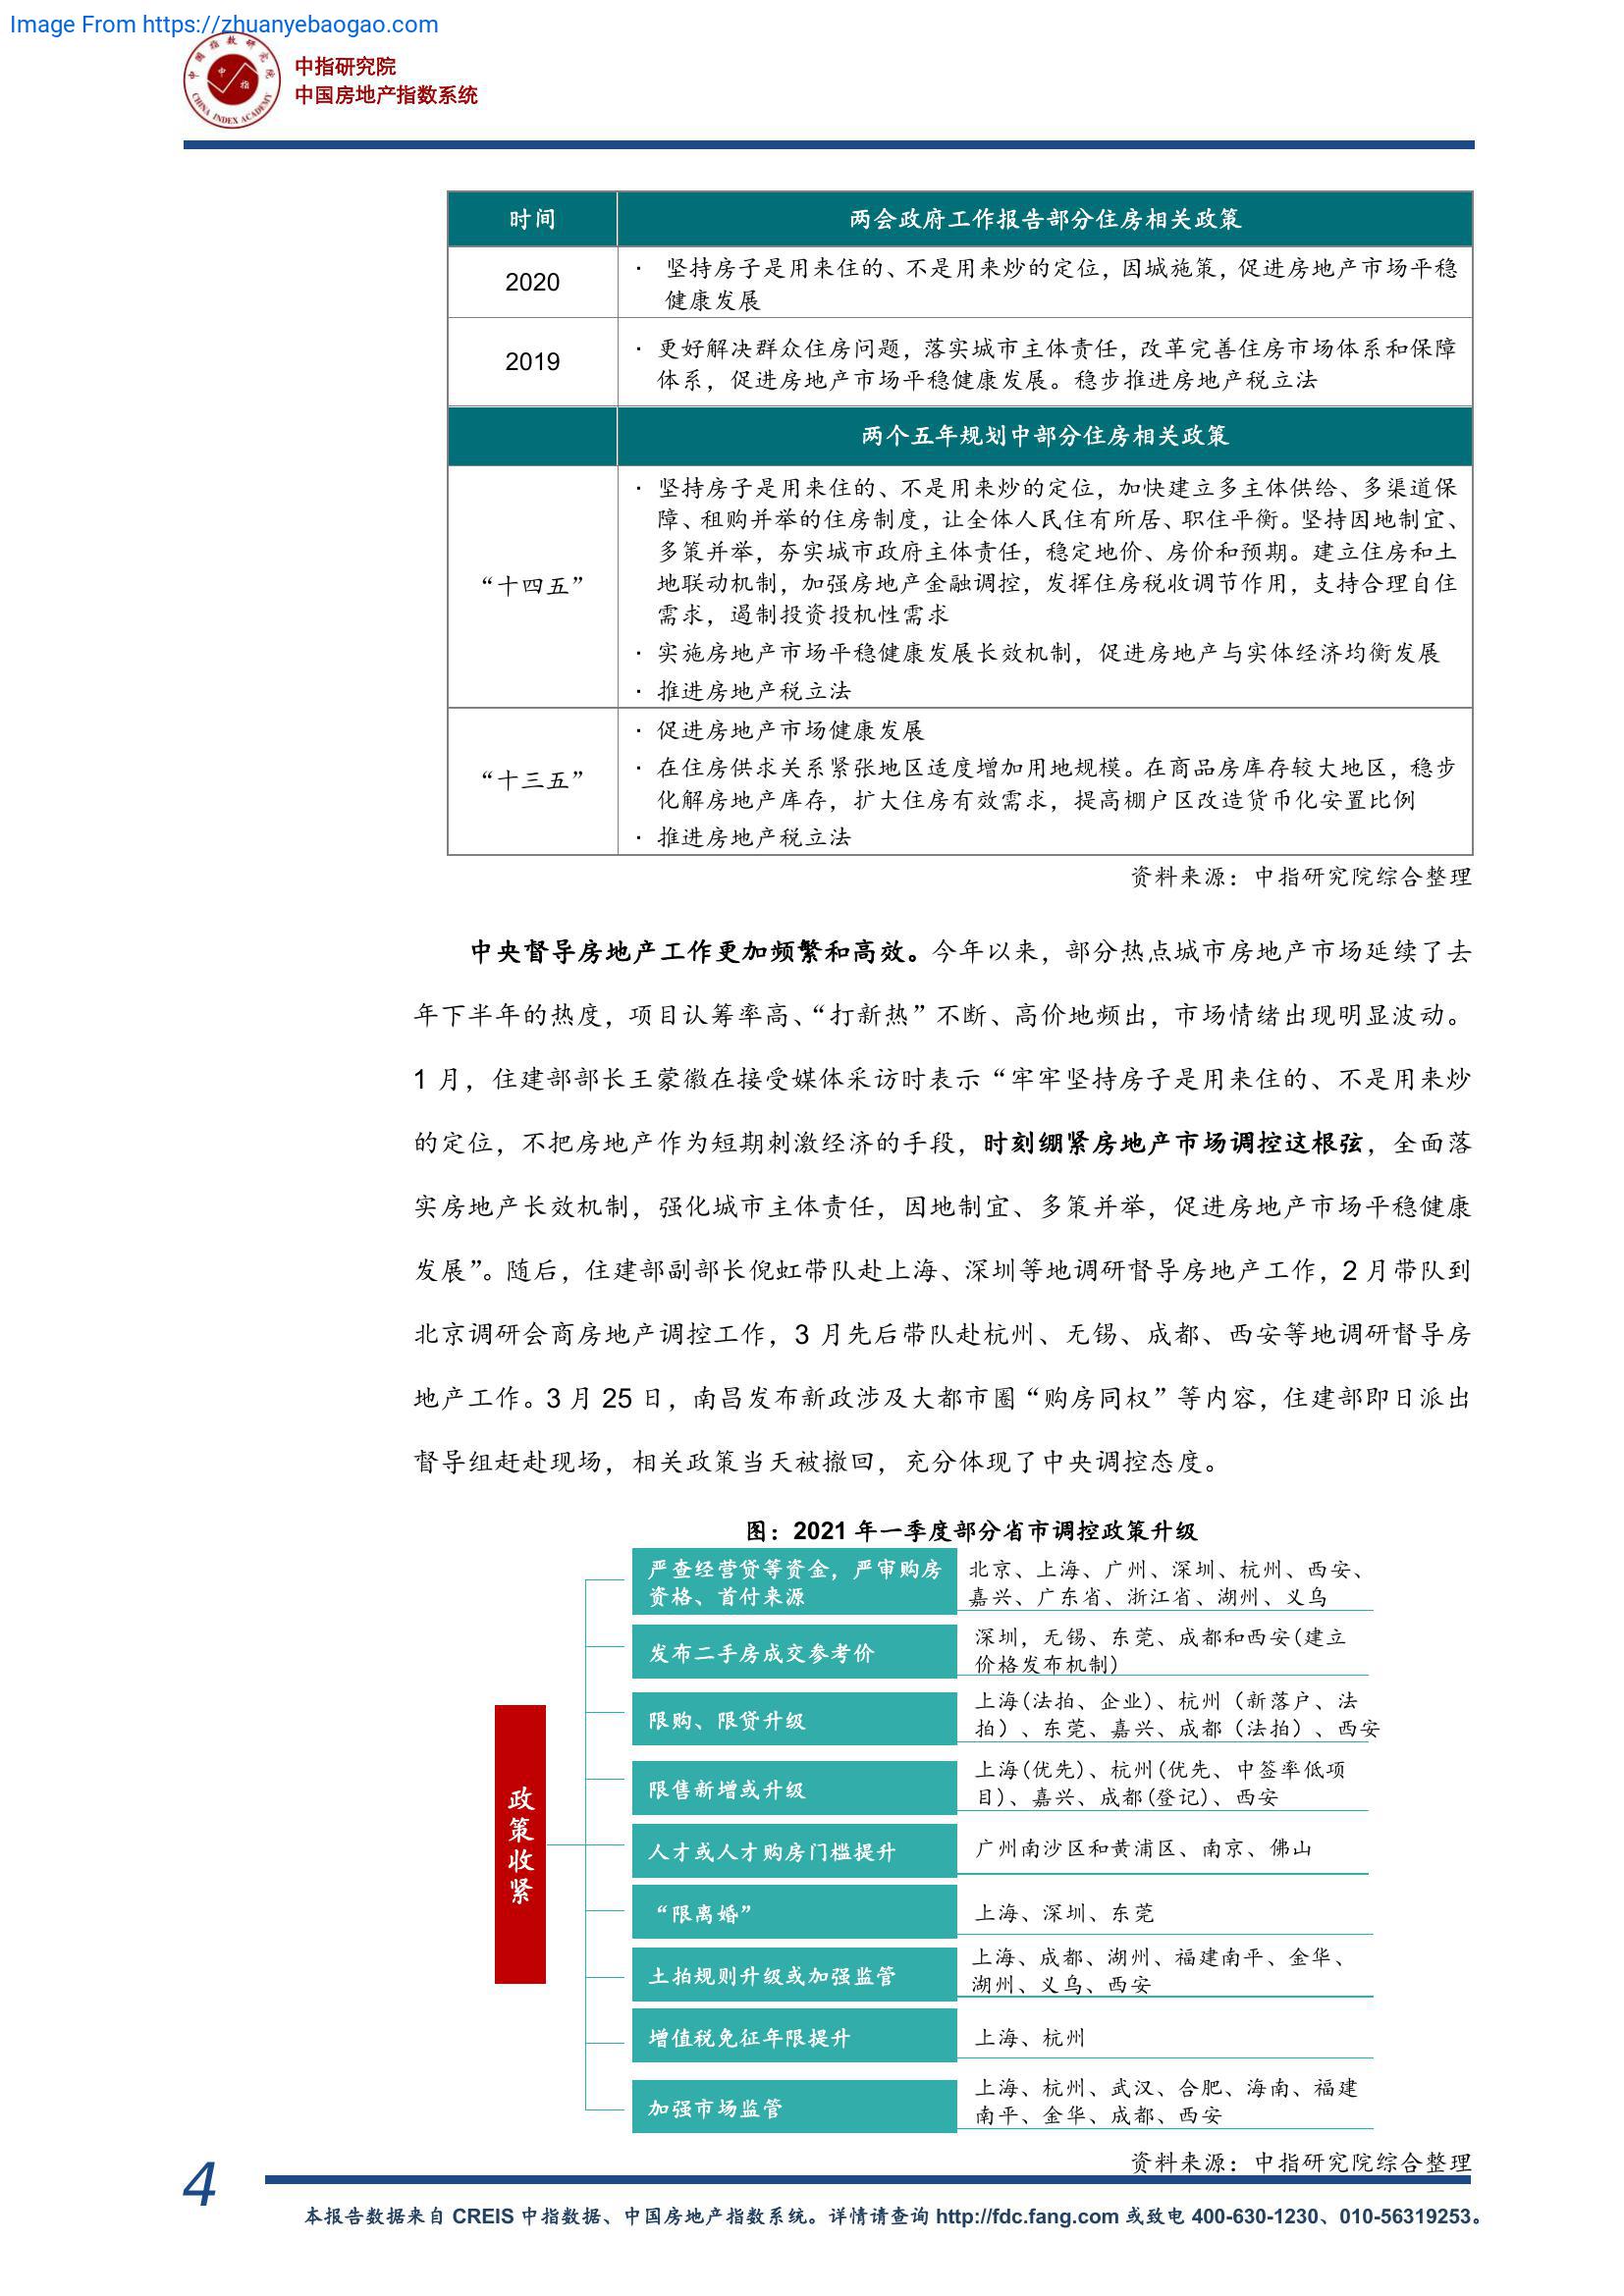 Image From https://zhuanyebaogao.com
中国指数研究院
中指
CHINA INDEX ACADEMY
中指研究院
中国房地产指数系统
时间
两会政府工作报告部分住房相关政策
2020
· 坚持房子是用来住的、不是用来炒的定位，因城施策，促进房地产市场平稳
健康发展
2019
· 更好解决群众住房问题，落实城市主体责任，改革完善住房市场体系和保障
体系，促进房地产市场平稳健康发展。稳步推进房地产税立法
两个五年规划中部分住房相关政策
“十四五”
· 坚持房子是用来住的、不是用来炒的定位，加快建立多主体供给、多渠道保
障、租购并举的住房制度，让全体人民住有所居、职住平衡。坚持因地制宜、
多策并举，夯实城市政府主体责任，稳定地价、房价和预期。建立住房和土
地联动机制，加强房地产金融调控，发挥住房税收调节作用，支持合理自住
需求，遏制投资投机性需求
· 实施房地产市场平稳健康发展长效机制，促进房地产与实体经济均衡发展
· 推进房地产税立法
“十三五”
· 促进房地产市场健康发展
· 在住房供求关系紧张地区适度增加用地规模。在商品房库存较大地区，稳步
化解房地产库存，扩大住房有效需求，提高棚户区改造货币化安置比例
· 推进房地产税立法
资料来源：中指研究院综合整理
中央督导房地产工作更加频繁和高效。今年以来，部分热点城市房地产市场延续了去
年下半年的热度，项目认筹率高、“打新热”不断、高价地频出，市场情绪出现明显波动。
1 月，住建部部长王蒙徽在接受媒体采访时表示“牢牢坚持房子是用来住的、不是用来炒
的定位，不把房地产作为短期刺激经济的手段，时刻绷紧房地产市场调控这根弦，全面落
实房地产长效机制，强化城市主体责任，因地制宜、多策并举，促进房地产市场平稳健康
发展”。随后，住建部副部长倪虹带队赴上海、深圳等地调研督导房地产工作，2 月带队到
北京调研会商房地产调控工作，3 月先后带队赴杭州、无锡、成都、西安等地调研督导房
地产工作。3 月 25 日，南昌发布新政涉及大都市圈“购房同权”等内容，住建部即日派出
督导组赶赴现场，相关政策当天被撤回，充分体现了中央调控态度。
图：2021 年一季度部分省市调控政策升级
政策收紧
严查经营贷等资金，严审购房
资格、首付来源
北京、上海、广州、深圳、杭州、西安、
嘉兴、广东省、浙江省、湖州、义乌
发布二手房成交参考价
深圳，无锡、东莞、成都和西安(建立
价格发布机制)
限购、限贷升级
上海(法拍、企业)、杭州（新落户、法
拍）、东莞、嘉兴、成都（法拍）、西安
限售新增或升级
上海(优先)、杭州(优先、中签率低项
目)、嘉兴、成都(登记)、西安
人才或人才购房门槛提升
广州南沙区和黄浦区、南京、佛山
“限离婚”
上海、深圳、东莞
土拍规则升级或加强监管
上海、成都、湖州、福建南平、金华、
湖州、义乌、西安
增值税免征年限提升
上海、杭州
加强市场监管
上海、杭州、武汉、合肥、海南、福建
南平、金华、成都、西安
资料来源：中指研究院综合整理
4
本报告数据来自 CREIS 中指数据、中国房地产指数系统。详情请查询 http://fdc.fang.com 或致电 400-630-1230、010-56319253。